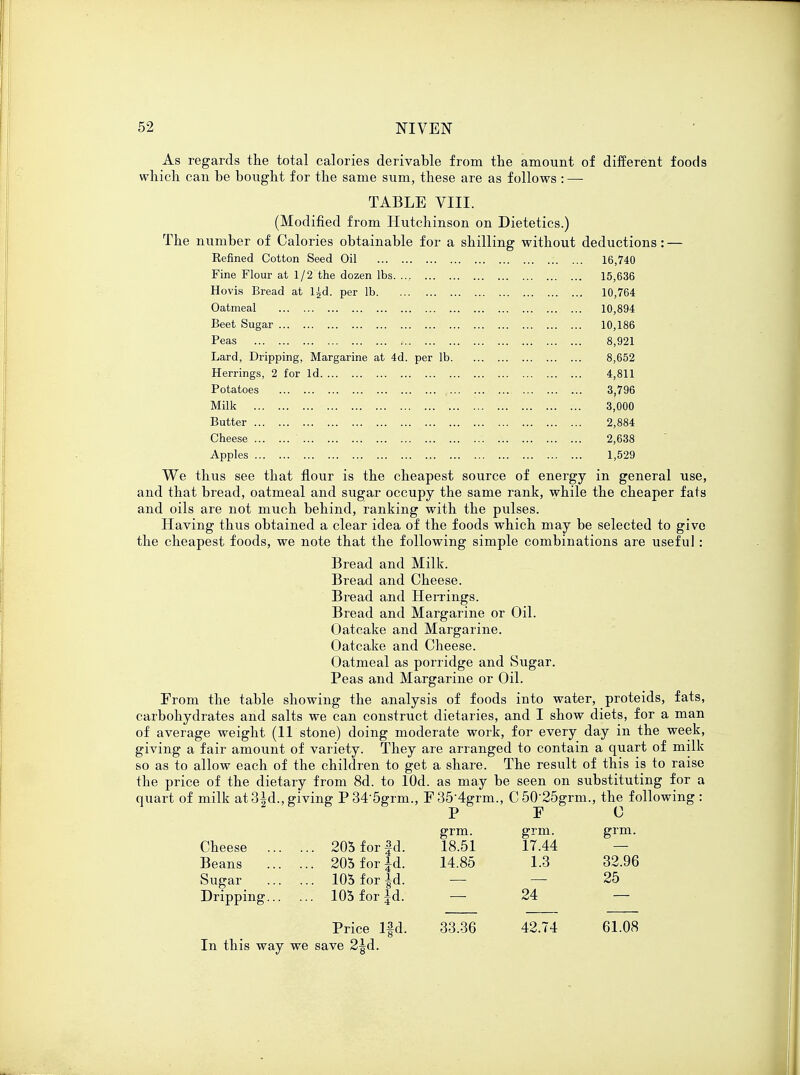 52 NIVEN
As regards the total calories derivable from the amount of different foods
which can be bought for the same sum, these are as follows : —
TABLE VIII.
(Modified from Hutchinson on Dietetics.)
The number of Calories obtainable for a shilling without deductions : —
Refined Cotton Seed Oil ... ... ... ... ... ... ... ... ... 16,740
Fine Flour at 1/2 the dozen lbs. ... ... ... ... ... ... ... ... 15,636
Hovis Bread at 1½d. per lb. ... ... ... ... ... ... ... ... ... 10,764
Oatmeal ... ... ... ... ... ... ... ... ... ... ... ... ... 10,894
Beet Sugar ... ... ... ... ... ... ... ... ... ... ... ... ... 10,186
Peas ... ... ... ... ... ... ... ... ... ... ... ... ... ... 8,921
Lard, Dripping, Margarine at 4d. per lb. ... ... ... ... ... ... 8,652
Herrings, 2 for 1d. ... ... ... ... ... ... ... ... ... ... ... 4,811
Potatoes ... ... ... ... ... ... ... ... ... ... ... ... ... 3,796
Milk ... ... ... ... ... ... ... ... ... ... ... ... ... ... 3,000
Butter ... ... ... ... ... ... ... ... ... ... ... ... ... ... 2,884
Cheese ... ... ... ... ... ... ... ... ... ... ... ... ... ... 2,638
Apples ... ... ... ... ... ... ... ... ... ... ... ... ... ... 1,529
We thus see that flour is the cheapest source of energy in general use,
and that bread, oatmeal and sugar occupy the same rank, while the cheaper fats
and oils are not much behind, ranking with the pulses.
Having thus obtained a clear idea of the foods which may be selected to give
the cheapest foods, we note that the following simple combinations are useful :
Bread and Milk.
Bread and Cheese.
Bread and Herrings.
Bread and Margarine or Oil.
Oatcake and Margarine.
Oatcake and Cheese.
Oatmeal as porridge and Sugar.
Peas and Margarine or Oil.
From the table showing the analysis of foods into water, proteids, fats,
carbohydrates and salts we can construct dietaries, and I show diets, for a man
of average weight (11 stone) doing moderate work, for every day in the week,
giving a fair amount of variety. They are arranged to contain a quart of milk
so as to allow each of the children to get a share. The result of this is to raise
the price of the dietary from 8d. to 10d. as may be seen on substituting for a
quart of milk at 3½d., giving P 34·5grm., F 35·4grm., C 50·25grm., the following :
P F C
grm. grm. grm.
Cheese ... ... 2oz for ¾d. 18.51 17.44 —
Beans ... ... 2oz for ¼d. 14.85 1.3 32.96
Sugar ... ... 1oz for ⅛d. — — 25
Dripping... ... 1oz for ¼d. — 24 —
Price 1⅜d. 33.36 42.74 61.08
In this way we save 2⅛d.